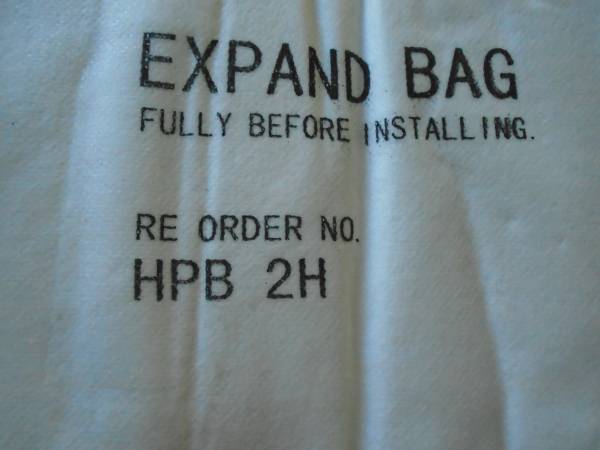 EXPAND BAG
FULLY BEFORE INSTALLING.
RE ORDER NO.
HPB 2H